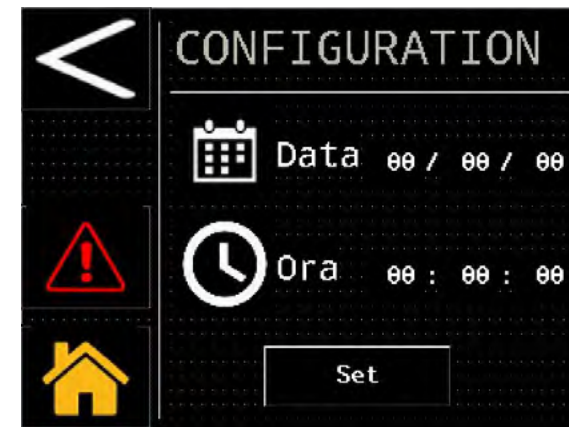 CONFIGURATION
Data 00 / 00 / 00
Ora 00 : 00 : 00
Set